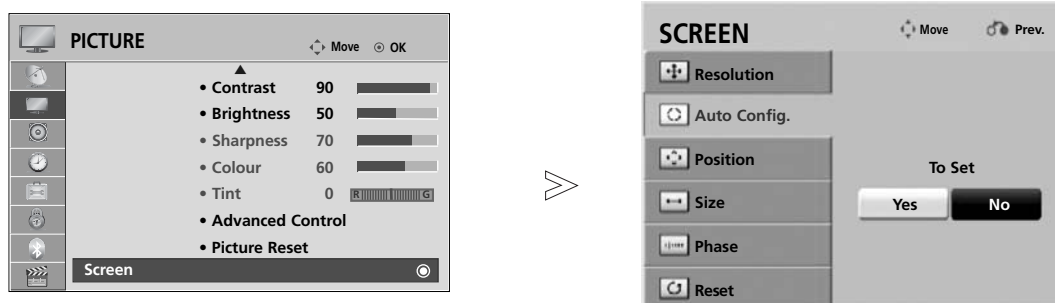 PICTURE
Move OK
• Contrast 90
• Brightness 50
• Sharpness 70
• Colour 60
• Tint 0 R G
• Advanced Control
• Picture Reset
Screen
SCREEN
Move Prev.
Resolution
Auto Config.
Position
Size
Phase
Reset
To Set
Yes No